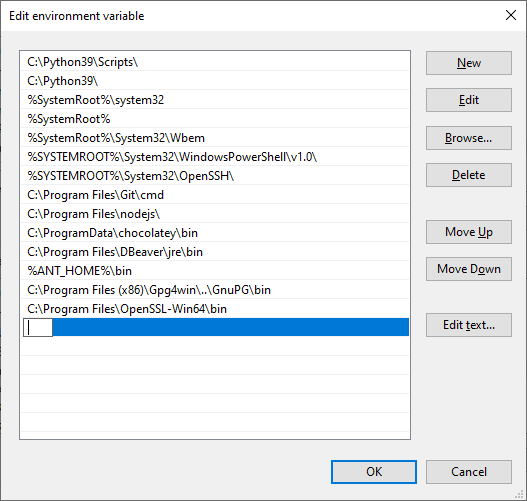 Edit environment variable
C:\Python39\Scripts\
C:\Python39\
%SystemRoot%\system32
%SystemRoot%
%SystemRoot%\System32\Wbem
%SYSTEMROOT%\System32\WindowsPowerShell\v1.0\
%SYSTEMROOT%\System32\OpenSSH\
C:\Program Files\Git\cmd
C:\Program Files\nodejs\
C:\ProgramData\chocolatey\bin
C:\Program Files\DBeaver\jre\bin
%ANT_HOME%\bin
C:\Program Files (x86)\Gpg4win\..\GnuPG\bin
C:\Program Files\OpenSSL-Win64\bin
New
Edit
Browse...
Delete
Move Up
Move Down
Edit text...
OK
Cancel